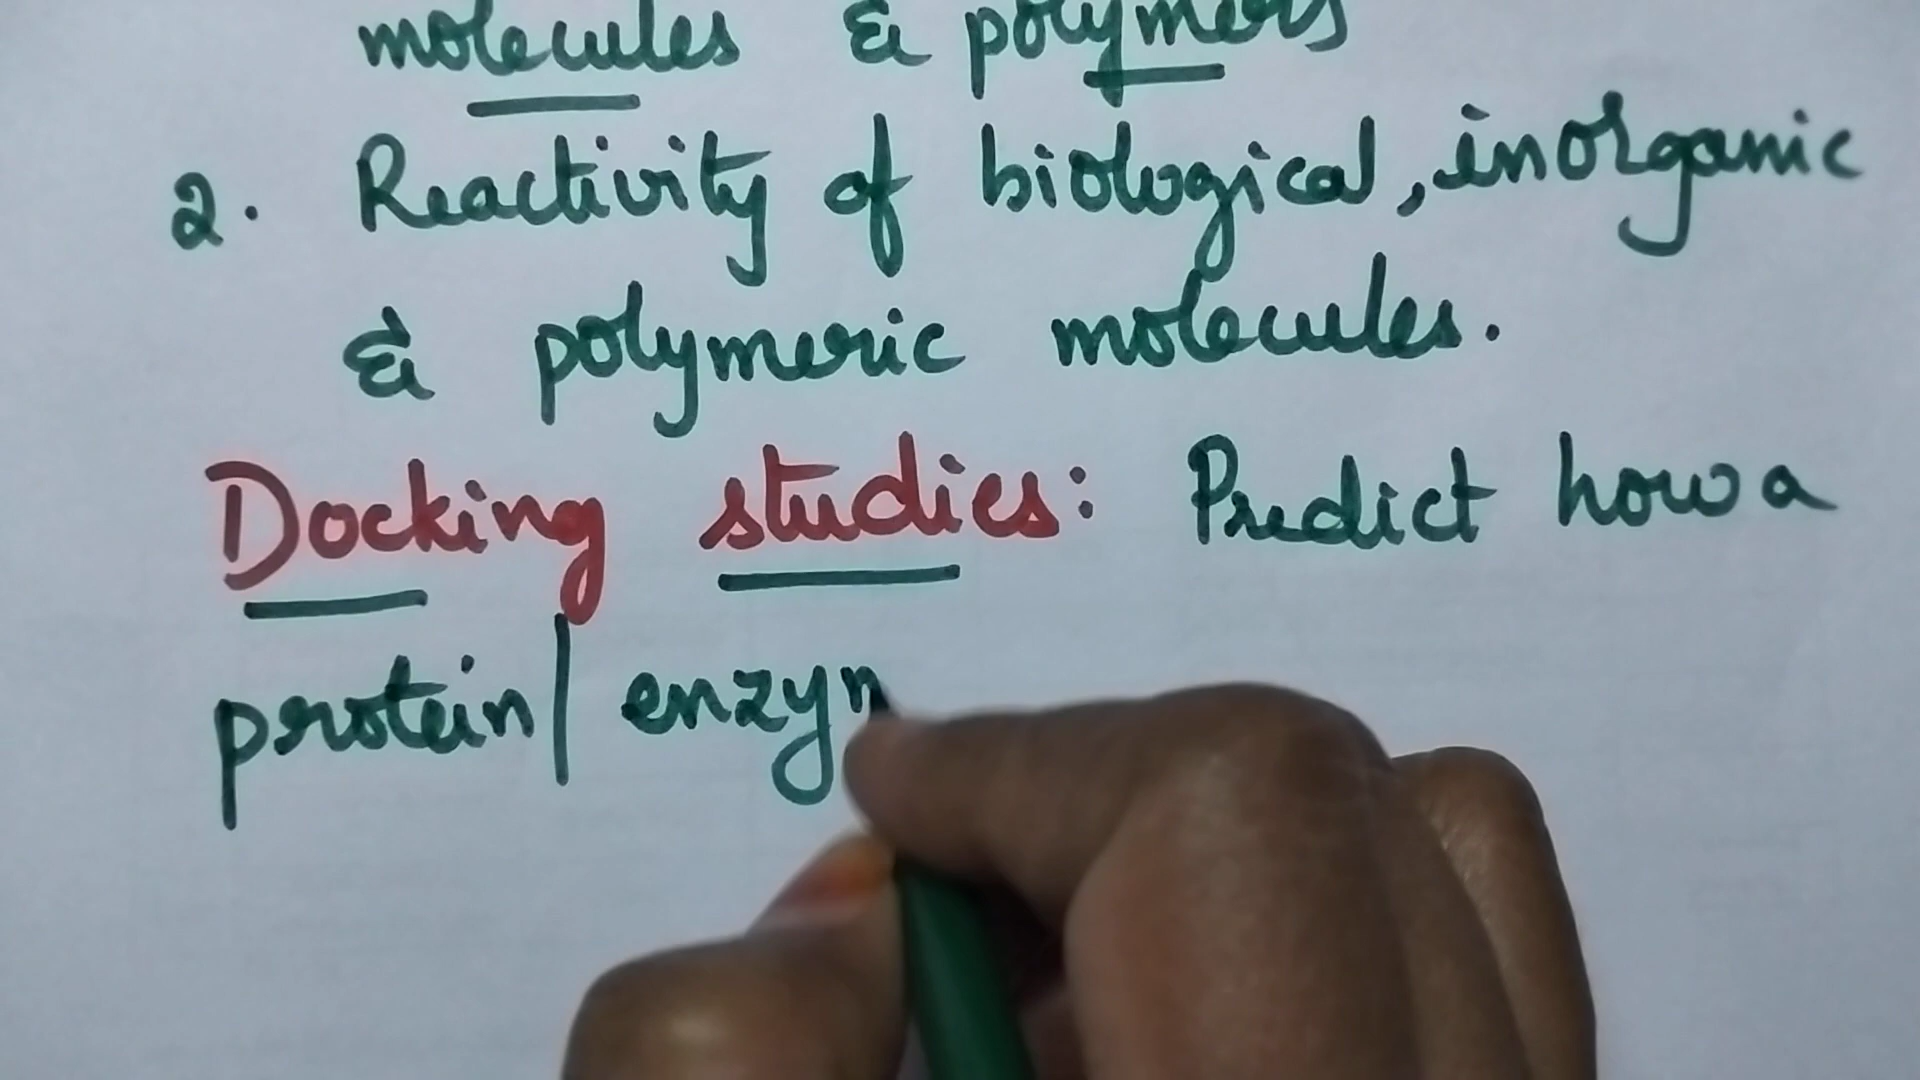 molecules & polymers
2. Reactivity of biological, inorganic
& polymeric molecules.
Docking studies: Predict how a
protein/ enzym